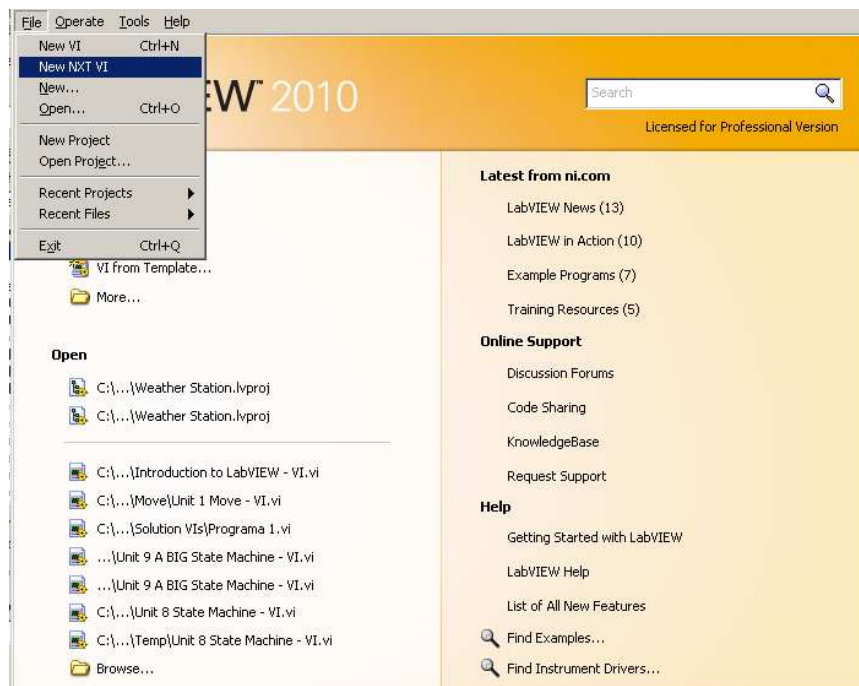 File Operate Tools Help
New VI Ctrl+N
New NXT VI
New...
Open... Ctrl+O
New Project
Open Project...
Recent Projects
Recent Files
Exit Ctrl+Q
EW™ 2010
Search
Licensed for Professional Version
VI from Template...
More...
Open
C:\...\Weather Station.lvproj
C:\...\Weather Station.lvproj
C:\...\Introduction to LabVIEW - VI.vi
C:\...\Move\Unit 1 Move - VI.vi
C:\...\Solution VIs\Programa 1.vi
...\Unit 9 A BIG State Machine - VI.vi
...\Unit 9 A BIG State Machine - VI.vi
C:\...\Unit 8 State Machine - VI.vi
C:\...\Temp\Unit 8 State Machine - VI.vi
Browse...
Latest from ni.com
LabVIEW News (13)
LabVIEW in Action (10)
Example Programs (7)
Training Resources (5)
Online Support
Discussion Forums
Code Sharing
KnowledgeBase
Request Support
Help
Getting Started with LabVIEW
LabVIEW Help
List of All New Features
Find Examples...
Find Instrument Drivers...